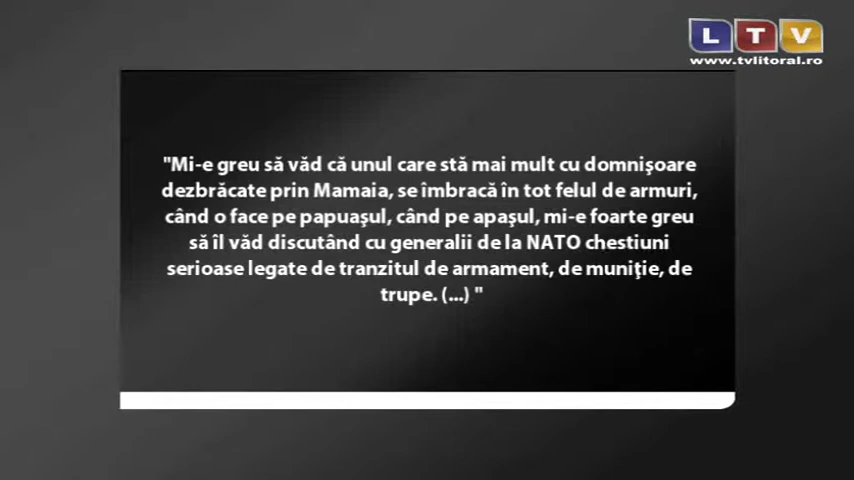 L T V
www.tvlitoral.ro
"Mi-e greu să văd că unul care stă mai mult cu domnişoare
dezbrăcate prin Mamaia, se îmbracă în tot felul de armuri,
când o face pe papuaşul, când pe apaşul, mi-e foarte greu
să îl văd discutând cu generalii de la NATO chestiuni
serioase legate de tranzitul de armament, de muniţie, de
trupe. (...) "